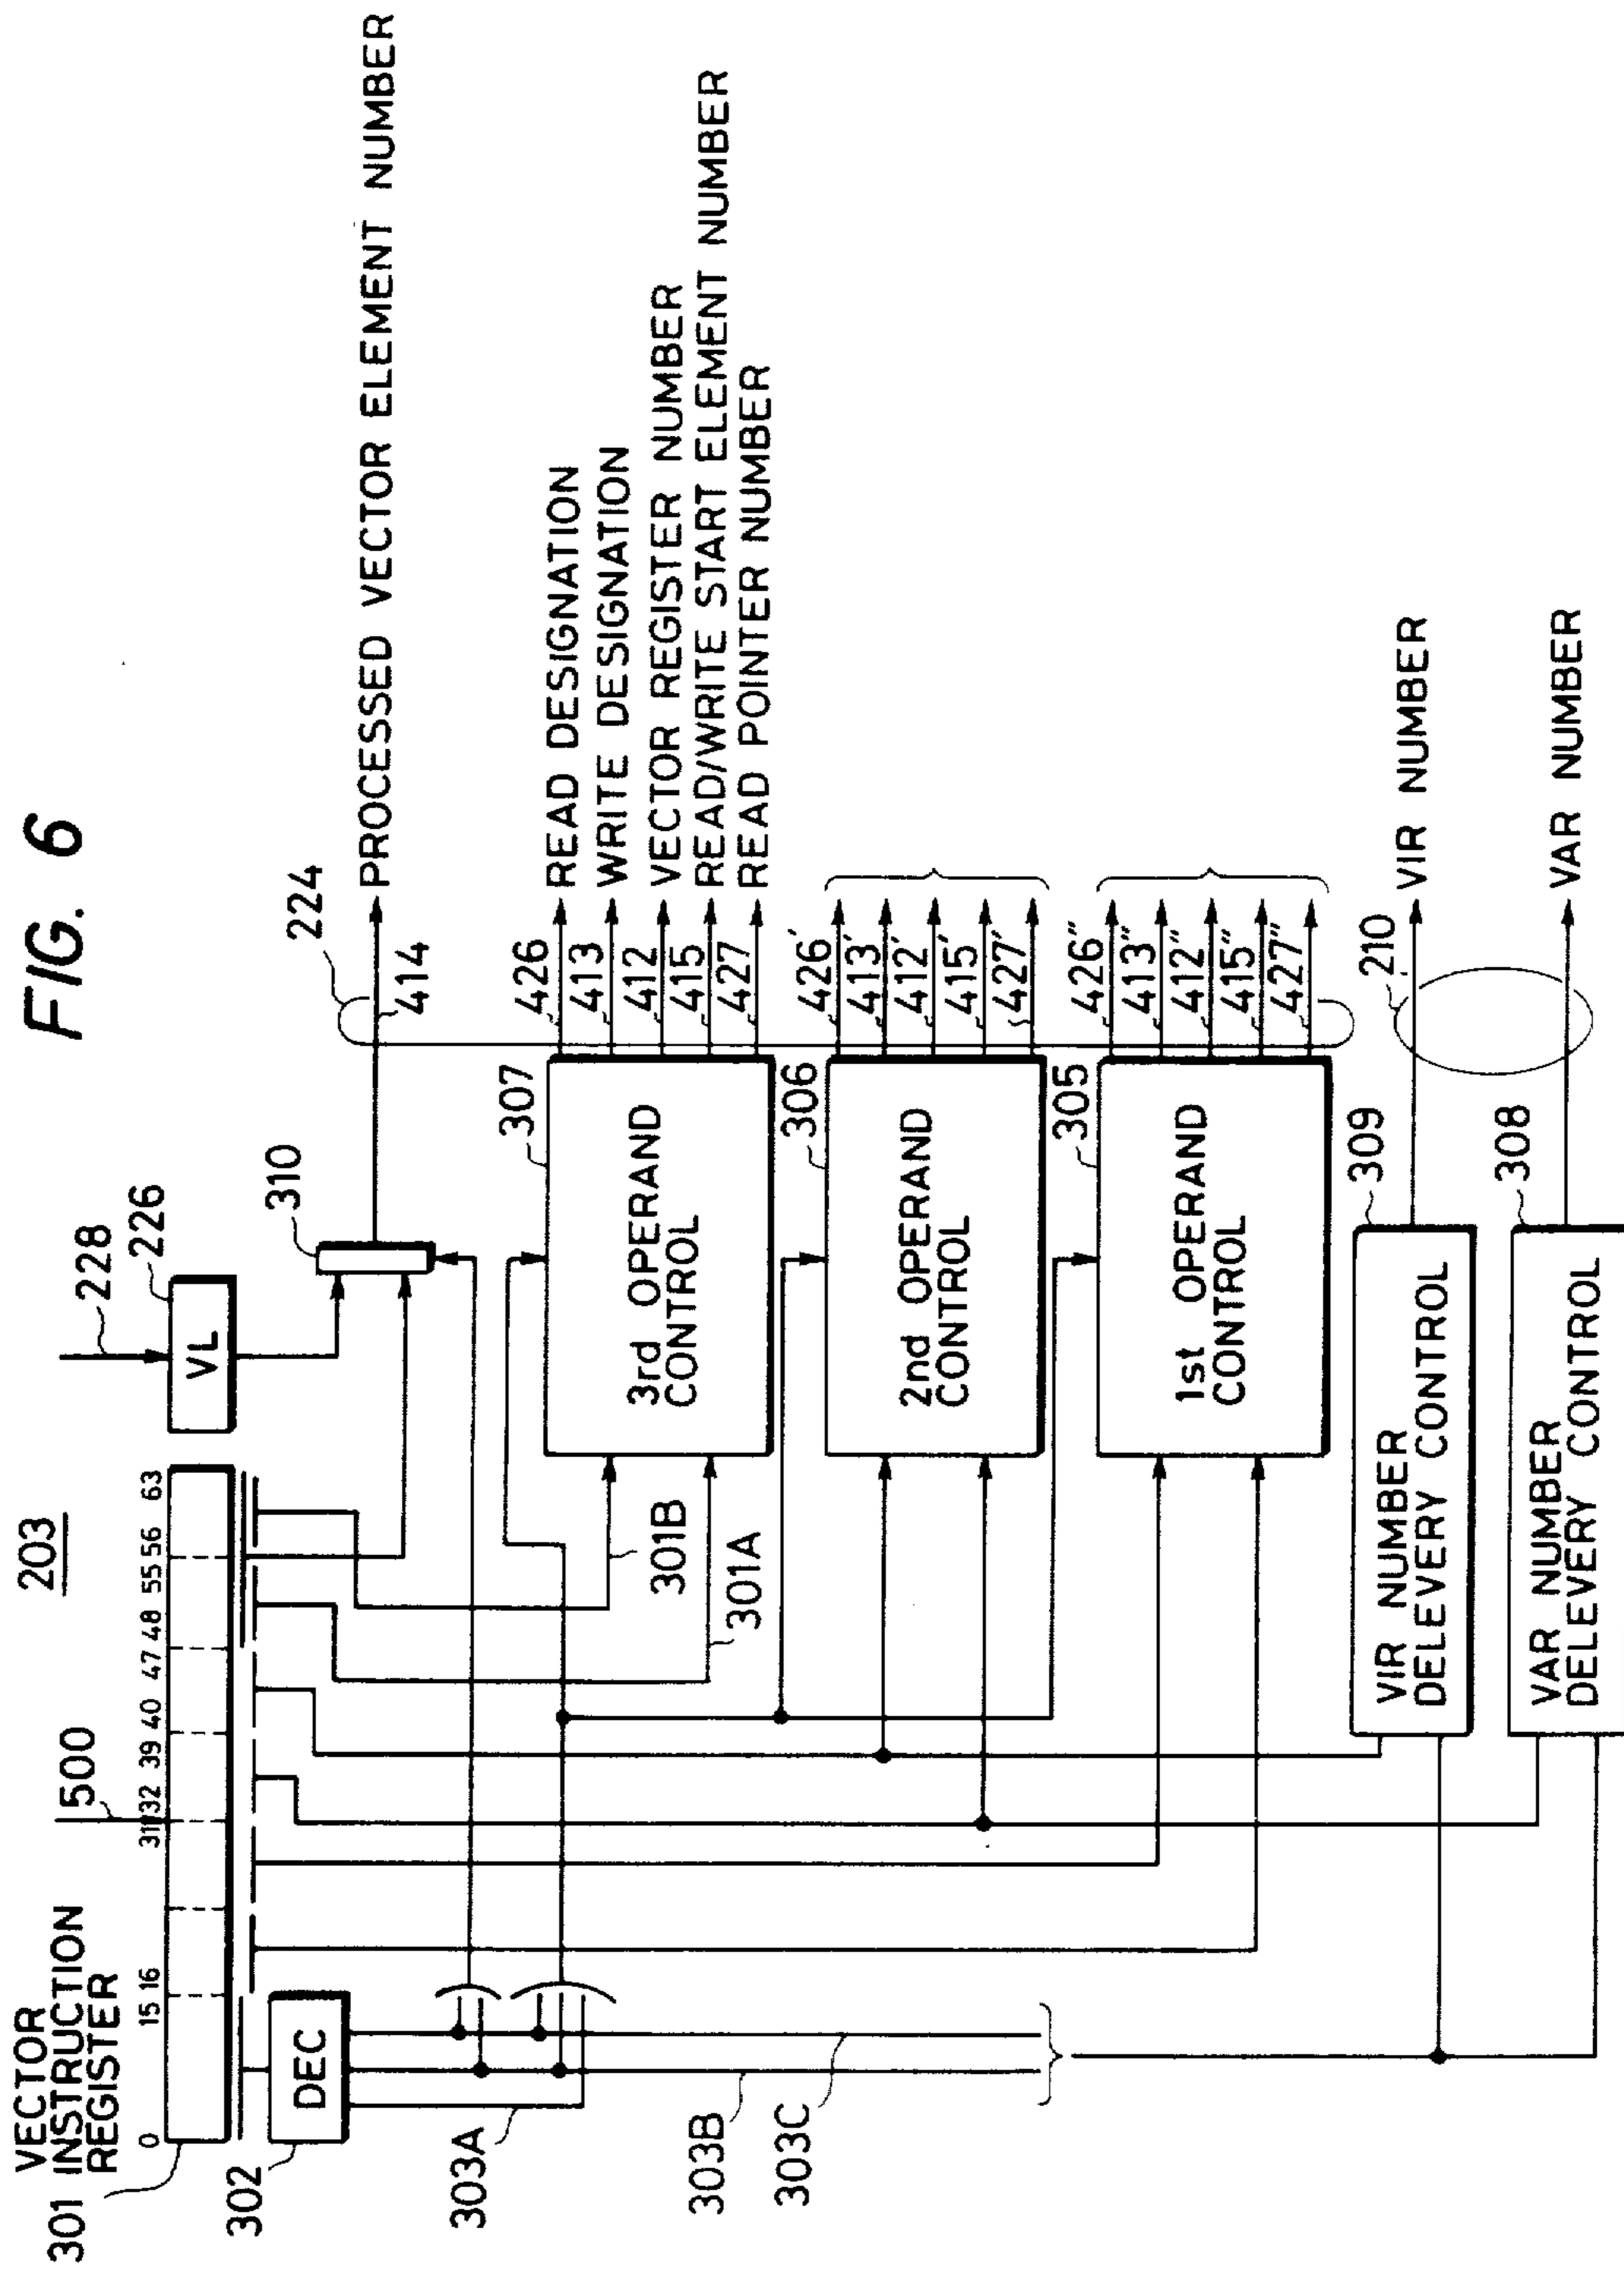 FIG. 6
203
VECTOR
301 INSTRUCTION
REGISTER
0
15
16
31
32
39
40
47
48
55
56
63
500
228
226
VL
302
DEC
310
224
414
PROCESSED VECTOR ELEMENT NUMBER
303A
303B
303C
301B
301A
307
3rd OPERAND
CONTROL
426
READ DESIGNATION
413
WRITE DESIGNATION
412
VECTOR REGISTER NUMBER
415
READ/WRITE START ELEMENT NUMBER
427
READ POINTER NUMBER
306
2nd OPERAND
CONTROL
426'
413'
412'
415'
427'
305
1st OPERAND
CONTROL
426"
413"
412"
415"
427"
309
VIR NUMBER
DELEVERY CONTROL
210
VIR NUMBER
308
VAR NUMBER
DELEVERY CONTROL
VAR NUMBER